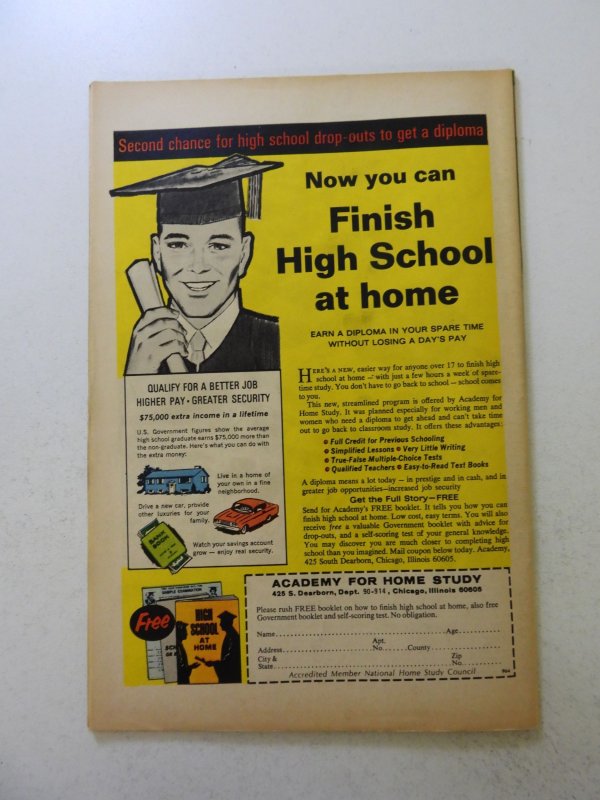 Second chance for high school drop-outs to get a diploma
Now you can
Finish
High School
at home
EARN A DIPLOMA IN YOUR SPARE TIME
WITHOUT LOSING A DAY'S PAY
HERE'S A NEW, easier way for anyone over 17 to finish high
school at home — with just a few hours a week of spare-
time study. You don't have to go back to school — school comes
to you.
This new, streamlined program is offered by Academy for
Home Study. It was planned especially for working men and
women who need a diploma to get ahead and can't take time
out to go back to classroom study. It offers these advantages:
Full Credit for Previous Schooling
Simplified Lessons Very Little Writing
True-False Multiple-Choice Tests
Qualified Teachers Easy-to-Read Text Books
A diploma means a lot today — in prestige and in cash, and in
greater job opportunities—increased job security
Get the Full Story—FREE
Send for Academy's FREE booklet. It tells you how you can
finish high school at home. Low cost, easy terms. You will also
receive free a valuable Government booklet with advice for
drop-outs, and a self-scoring test of your general knowledge.
You may discover you are much closer to completing high
school than you imagined. Mail coupon below today. Academy,
425 South Dearborn, Chicago, Illinois 60605.
QUALIFY FOR A BETTER JOB
HIGHER PAY • GREATER SECURITY
$75,000 extra income in a lifetime
U.S. Government figures show the average
high school graduate earns $75,000 more than
the non-graduate. Here's what you can do with
the extra money:
Live in a home of
your own in a fine
neighborhood.
Drive a new car, provide
other luxuries for your
family.
BANK
BOOK
Watch your savings account
grow — enjoy real security.
Free
SAMPLE EXAMINATION
HIGH
SCHOOL
AT
HOME
ACADEMY FOR HOME STUDY
425 S. Dearborn, Dept. 90-914, Chicago, Illinois 60605
Please rush FREE booklet on how to finish high school at home, also free
Government booklet and self-scoring test. No obligation.
Name Age
Apt.
Address No. County
City & Zip
State No.
Accredited Member National Home Study Council